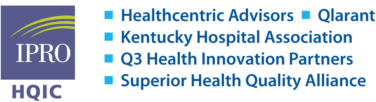 IPRO
HQIC
Healthcentric Advisors ■ Qlarant
Kentucky Hospital Association
Q3 Health Innovation Partners
Superior Health Quality Alliance